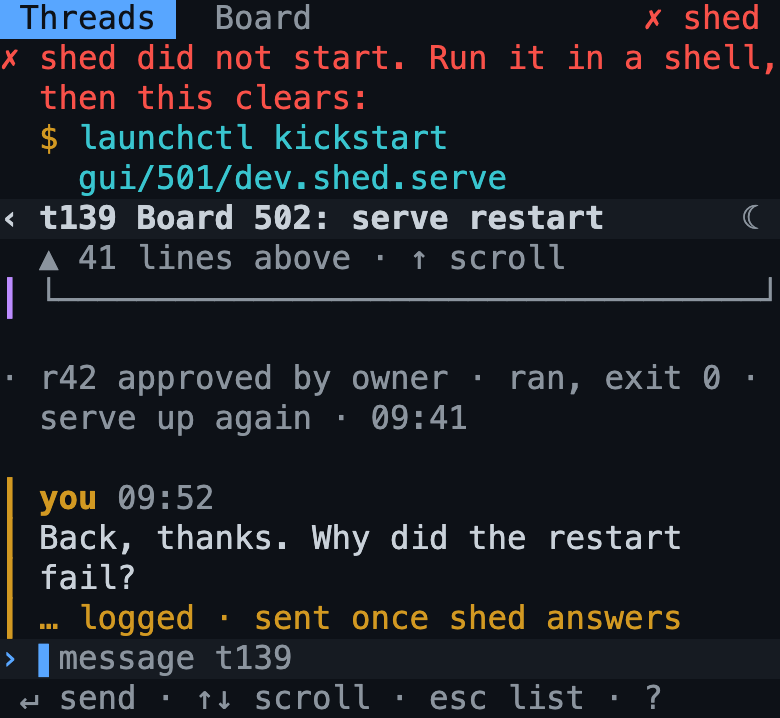 Threads Board ✗ shed
✗ shed did not start. Run it in a shell,
then this clears:
$ launchctl kickstart
gui/501/dev.shed.serve
‹ t139 Board 502: serve restart ☾
▲ 41 lines above · ↑ scroll
· r42 approved by owner · ran, exit 0 ·
serve up again · 09:41
you 09:52
Back, thanks. Why did the restart
fail?
… logged · sent once shed answers
› message t139
↵ send · ↑↓ scroll · esc list · ?